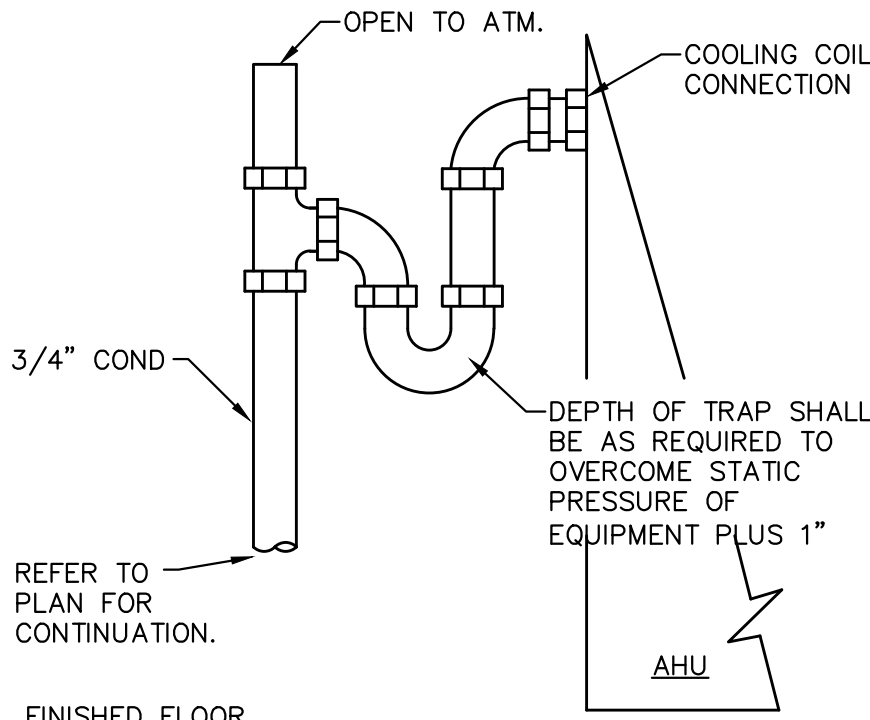 OPEN TO ATM.
COOLING COIL
CONNECTION
3/4” COND
DEPTH OF TRAP SHALL
BE AS REQUIRED TO
OVERCOME STATIC
PRESSURE OF
EQUIPMENT PLUS 1”
REFER TO
PLAN FOR
CONTINUATION.
AHU
FINISHED FLOOR